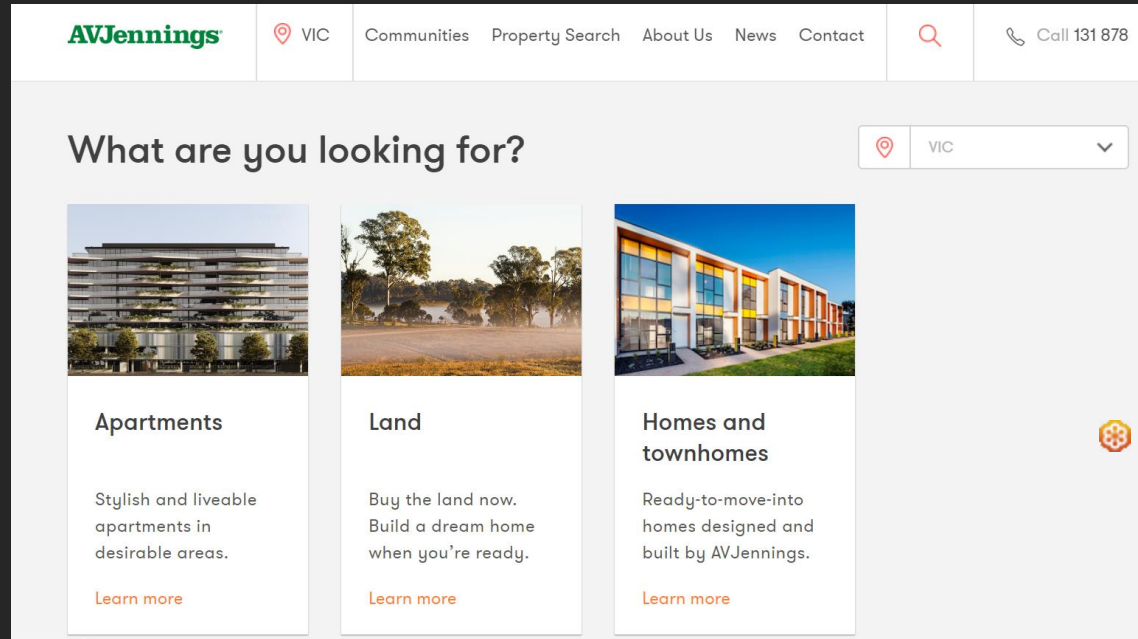 AVJennings
VIC
Communities
Property Search
About Us
News
Contact
Call 131 878
What are you looking for?
VIC
Apartments
Stylish and liveable
apartments in
desirable areas.
Learn more
Land
Buy the land now.
Build a dream home
when you're ready.
Learn more
Homes and
townhomes
Ready-to-move-into
homes designed and
built by AVJennings.
Learn more